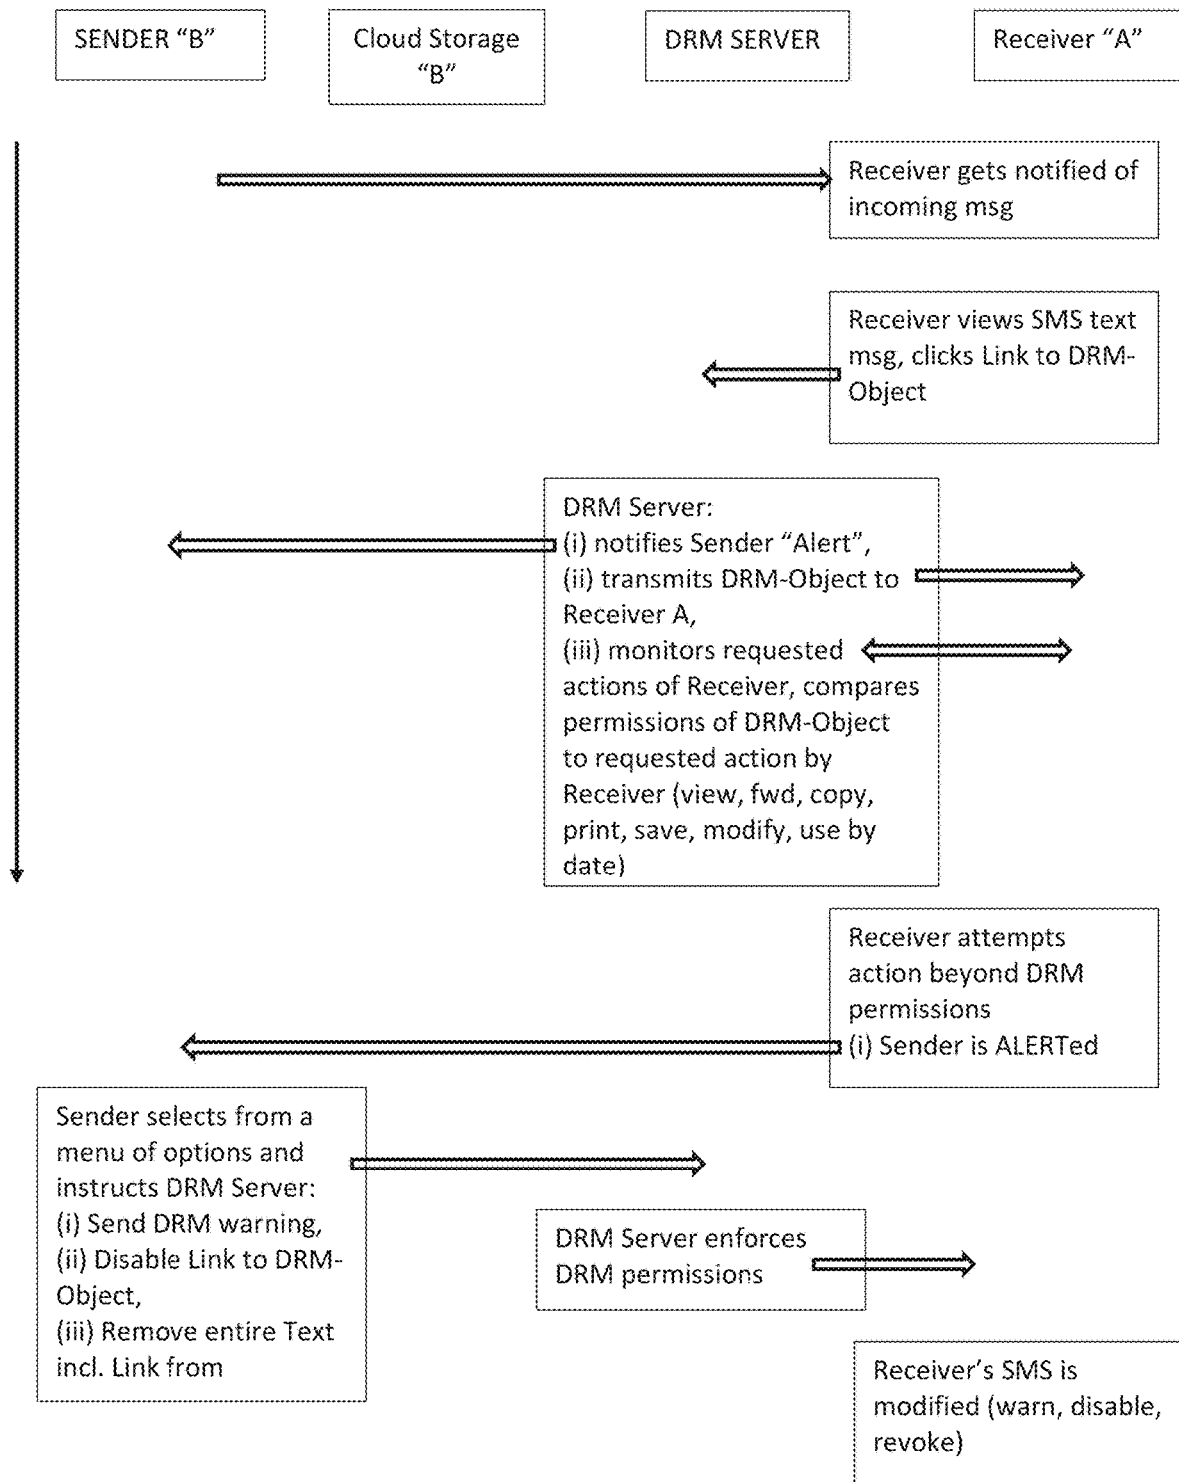 SENDER “B”
Cloud Storage
“B”
DRM SERVER
Receiver “A”
Receiver gets notified of
incoming msg
Receiver views SMS text
msg, clicks Link to DRM-
Object
DRM Server:
(i) notifies Sender “Alert”,
(ii) transmits DRM-Object to
Receiver A,
(iii) monitors requested
actions of Receiver, compares
permissions of DRM-Object
to requested action by
Receiver (view, fwd, copy,
print, save, modify, use by
date)
Receiver attempts
action beyond DRM
permissions
(i) Sender is ALERTed
Sender selects from a
menu of options and
instructs DRM Server:
(i) Send DRM warning,
(ii) Disable Link to DRM-
Object,
(iii) Remove entire Text
incl. Link from
DRM Server enforces
DRM permissions
Receiver’s SMS is
modified (warn, disable,
revoke)